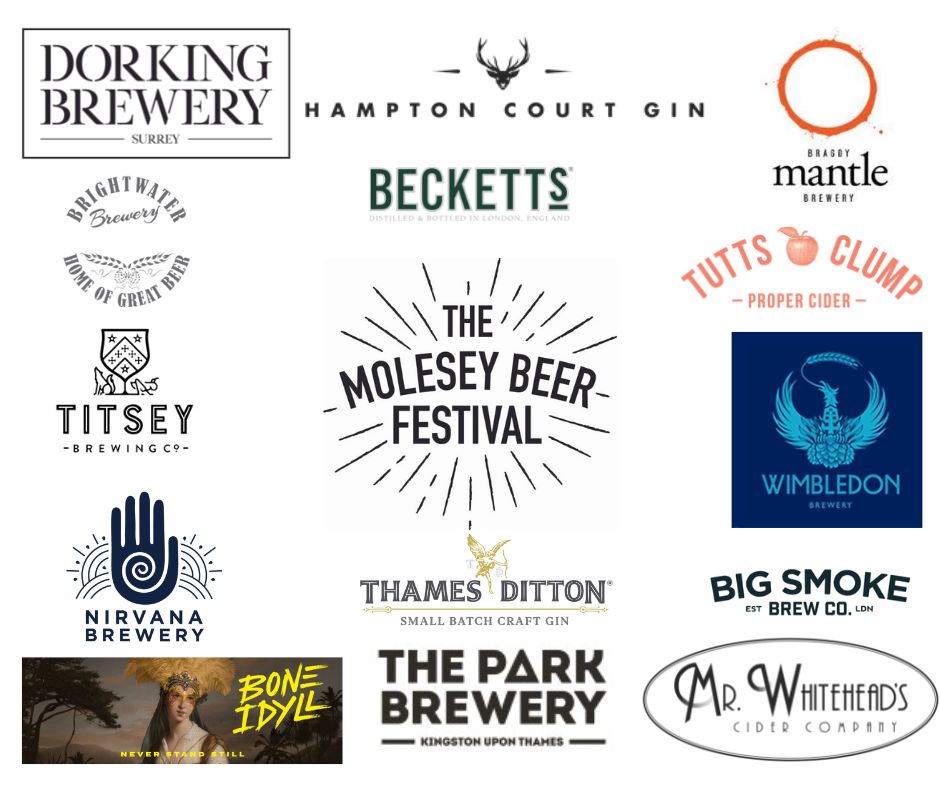 DORKING
BREWERY
SURREY
HAMPTON COURT GIN
BRAGDY
mantle
BREWERY
BRIGHTWATER
Brewery
HOME OF GREAT BEER
BECKETTS
DISTILLED & BOTTLED IN LONDON, ENGLAND
TUTTS CLUMP
– PROPER CIDER –
TITSEY
-BREWING Cº-
THE
MOLESEY BEER
FESTIVAL
WIMBLEDON
BREWERY
NIRVANA
BREWERY
T D
THAMES DITTON®
SMALL BATCH CRAFT GIN
BIG SMOKE
EST BREW CO. LDN
BONE
IDYLL
NEVER STAND STILL
THE PARK
BREWERY
KINGSTON UPON THAMES
MR. WHITEHEAD'S
CIDER COMPANY